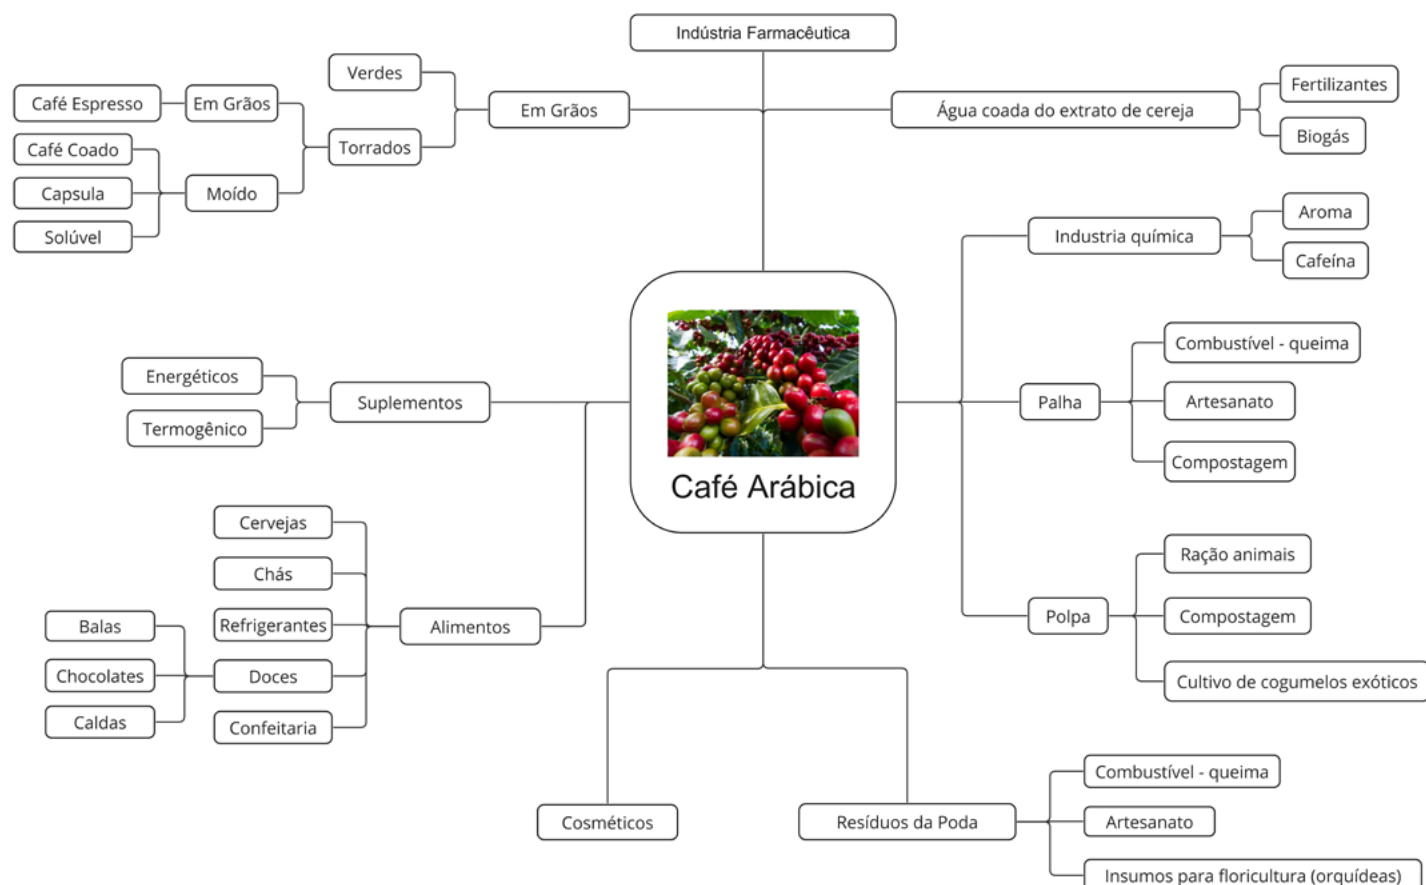 Indústria Farmacêutica
Verdes
Fertilizantes
Café Espresso
Em Grãos
Em Grãos
Água coada do extrato de cereja
Biogás
Café Coado
Torrados
Capsula
Moído
Solúvel
Aroma
Industria química
Cafeína
Café Arábica
Energéticos
Suplementos
Termogênico
Combustível - queima
Palha
Artesanato
Compostagem
Cervejas
Chás
Refrigerantes
Alimentos
Balas
Chocolates
Doces
Caldas
Confeitaria
Ração animais
Polpa
Compostagem
Cultivo de cogumelos exóticos
Cosméticos
Resíduos da Poda
Combustível - queima
Artesanato
Insumos para floricultura (orquídeas)